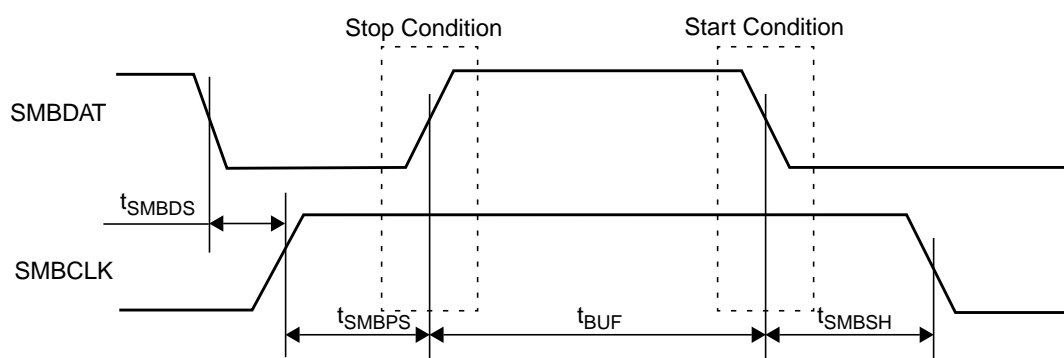 Stop Condition
Start Condition
SMBDAT
tSMBDS
SMBCLK
tSMBPS
tBUF
tSMBSH